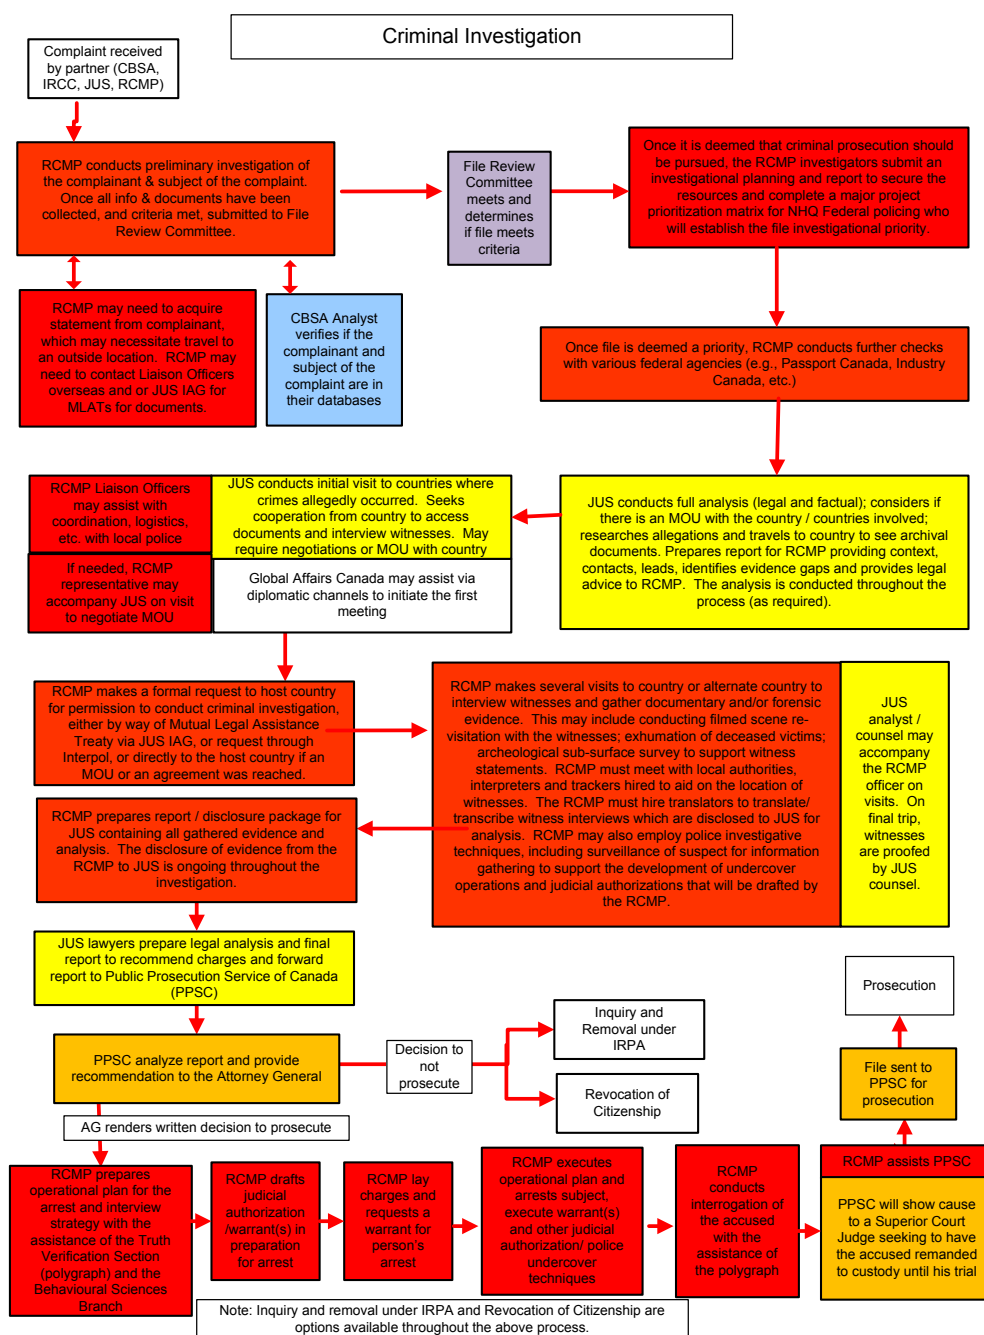 Criminal Investigation
Complaint received
by partner (CBSA,
IRCC, JUS, RCMP)
RCMP conducts preliminary investigation of
the complainant & subject of the complaint.
Once all info & documents have been
collected, and criteria met, submitted to File
Review Committee.
File Review
Committee
meets and
determines
if file meets
criteria
Once it is deemed that criminal prosecution should
be pursued, the RCMP investigators submit an
investigational planning and report to secure the
resources and complete a major project
prioritization matrix for NHQ Federal policing who
will establish the file investigational priority.
RCMP may need to acquire
statement from complainant,
which may necessitate travel to
an outside location. RCMP may
need to contact Liaison Officers
overseas and or JUS IAG for
MLATs for documents.
CBSA Analyst
verifies if the
complainant and
subject of the
complaint are in
their databases
Once file is deemed a priority, RCMP conducts further checks
with various federal agencies (e.g., Passport Canada, Industry
Canada, etc.)
RCMP Liaison Officers
may assist with
coordination, logistics,
etc. with local police
JUS conducts initial visit to countries where
crimes allegedly occurred. Seeks
cooperation from country to access
documents and interview witnesses. May
require negotiations or MOU with country
JUS conducts full analysis (legal and factual); considers if
there is an MOU with the country / countries involved;
researches allegations and travels to country to see archival
documents. Prepares report for RCMP providing context,
contacts, leads, identifies evidence gaps and provides legal
advice to RCMP. The analysis is conducted throughout the
process (as required).
If needed, RCMP
representative may
accompany JUS on visit
to negotiate MOU
Global Affairs Canada may assist via
diplomatic channels to initiate the first
meeting
RCMP makes a formal request to host country
for permission to conduct criminal investigation,
either by way of Mutual Legal Assistance
Treaty via JUS IAG, or request through
Interpol, or directly to the host country if an
MOU or an agreement was reached.
RCMP makes several visits to country or alternate country to
interview witnesses and gather documentary and/or forensic
evidence. This may include conducting filmed scene re-
visitation with the witnesses; exhumation of deceased victims;
archeological sub-surface survey to support witness
statements. RCMP must meet with local authorities,
interpreters and trackers hired to aid on the location of
witnesses. The RCMP must hire translators to translate/
transcribe witness interviews which are disclosed to JUS for
analysis. RCMP may also employ police investigative
techniques, including surveillance of suspect for information
gathering to support the development of undercover
operations and judicial authorizations that will be drafted by
the RCMP.
JUS
analyst /
counsel may
accompany
the RCMP
officer on
visits. On
final trip,
witnesses
are proofed
by JUS
counsel.
RCMP prepares report / disclosure package for
JUS containing all gathered evidence and
analysis. The disclosure of evidence from the
RCMP to JUS is ongoing throughout the
investigation.
JUS lawyers prepare legal analysis and final
report to recommend charges and forward
report to Public Prosecution Service of Canada
(PPSC)
PPSC analyze report and provide
recommendation to the Attorney General
Decision to
not
prosecute
Inquiry and
Removal under
IRPA
Revocation of
Citizenship
Prosecution
File sent to
PPSC for
prosecution
AG renders written decision to prosecute
RCMP prepares
operational plan for the
arrest and interview
strategy with the
assistance of the Truth
Verification Section
(polygraph) and the
Behavioural Sciences
Branch
RCMP drafts
judicial
authorization
/warrant(s) in
preparation
for arrest
RCMP lay
charges and
requests a
warrant for
person's
arrest
RCMP executes
operational plan and
arrests subject,
execute warrant(s)
and other judicial
authorization/ police
undercover
techniques
RCMP
conducts
interrogation of
the accused
with the
assistance of
the polygraph
RCMP assists PPSC
PPSC will show cause
to a Superior Court
Judge seeking to have
the accused remanded
to custody until his trial
Note: Inquiry and removal under IRPA and Revocation of Citizenship are
options available throughout the above process.